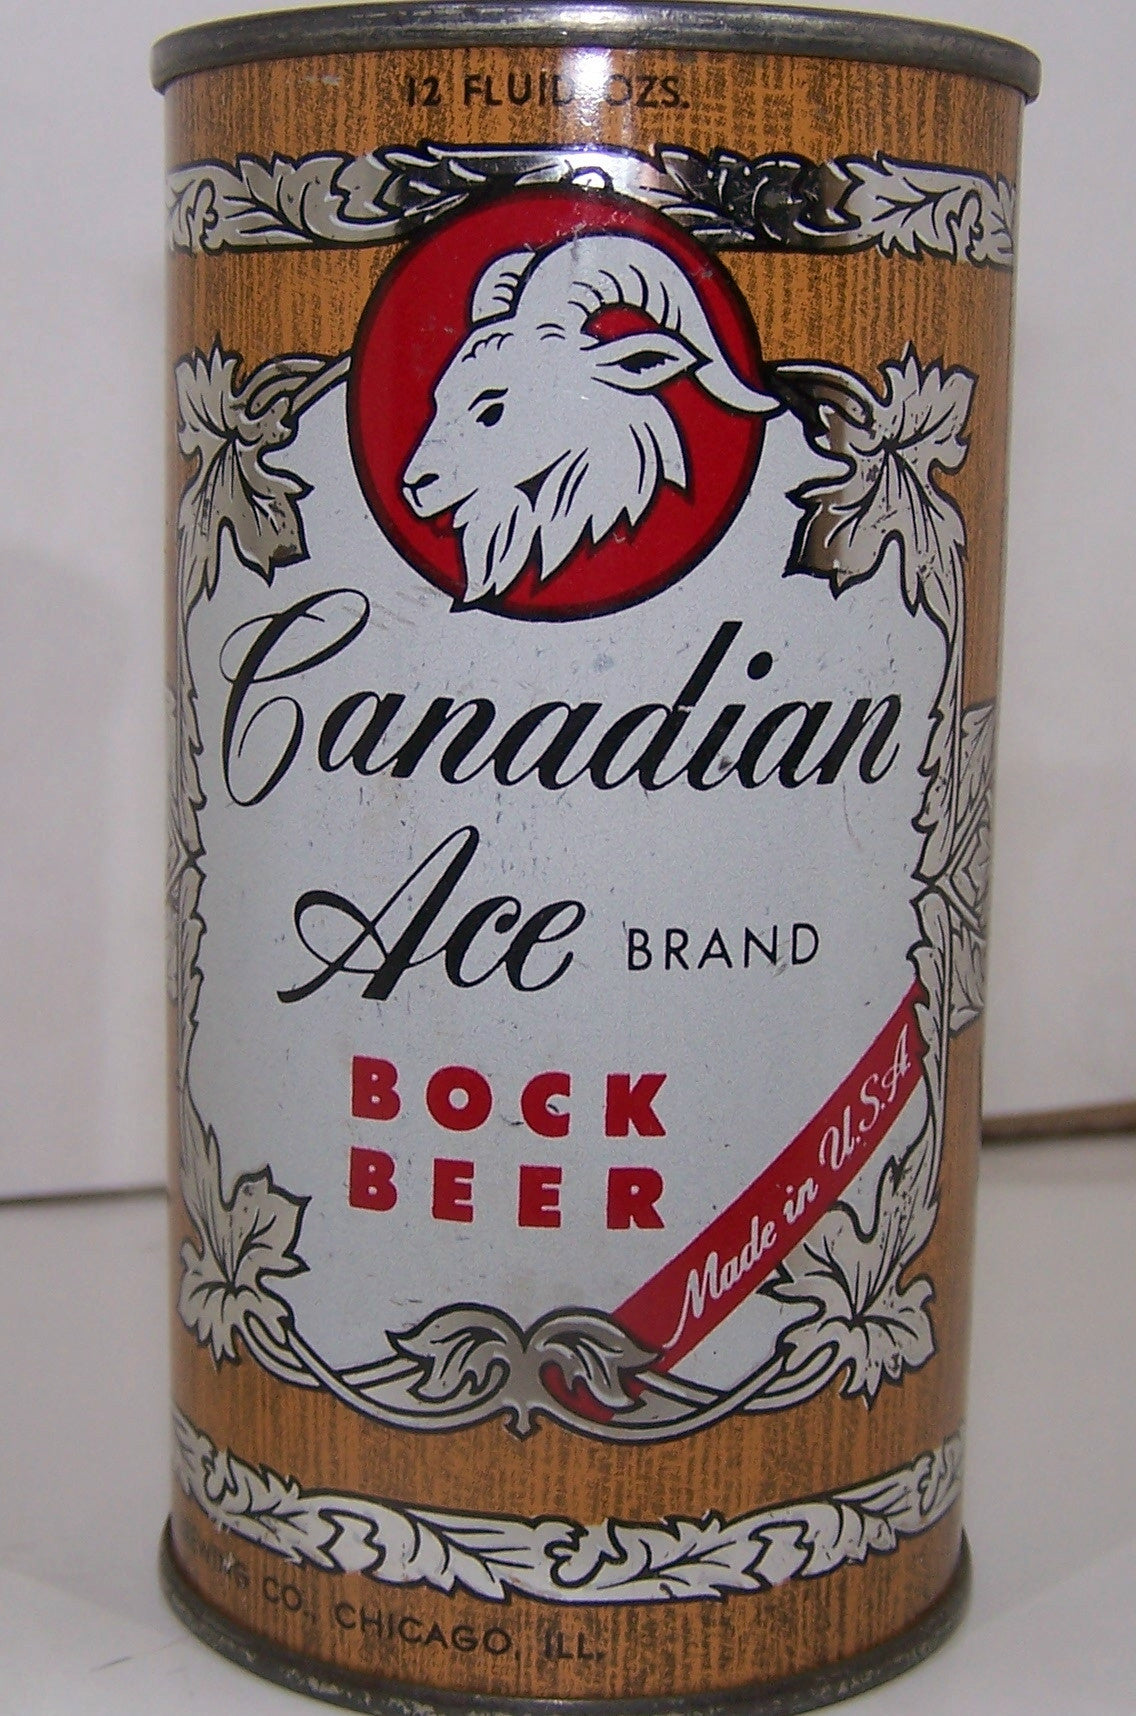 12 FLUID OZS.
Canadian
Ace BRAND
BOCK
BEER
Made in U.S.A.
CO., CHICAGO, ILL.